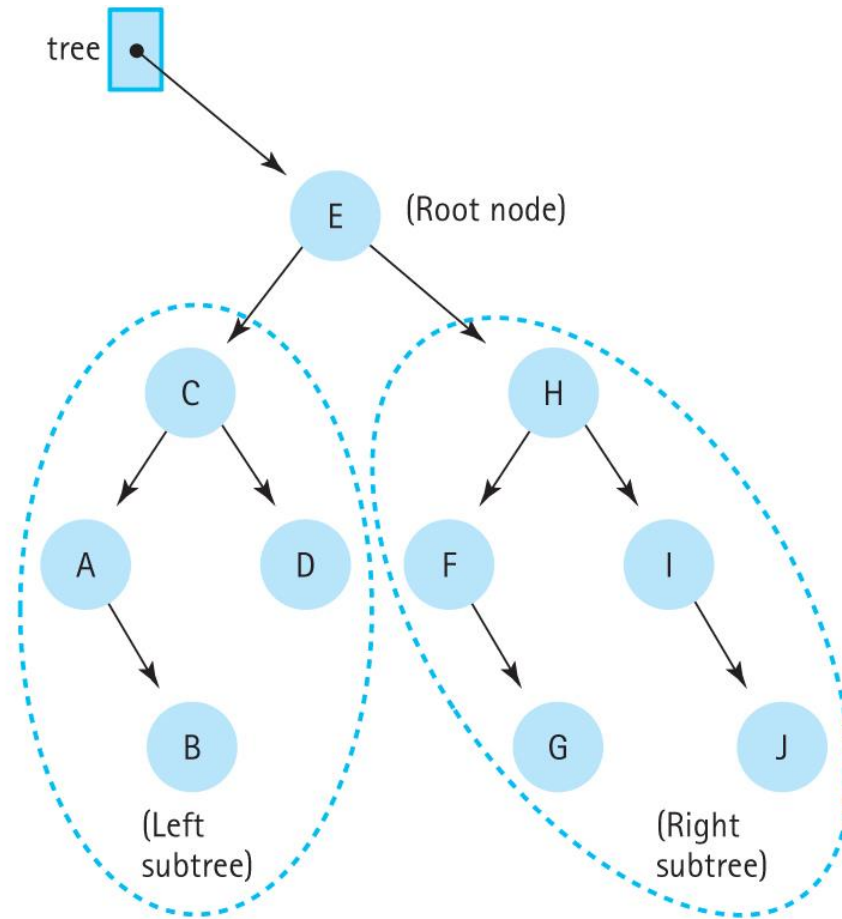 tree
E (Root node)
C H
A D F I
B G J
(Left (Right
subtree) subtree)